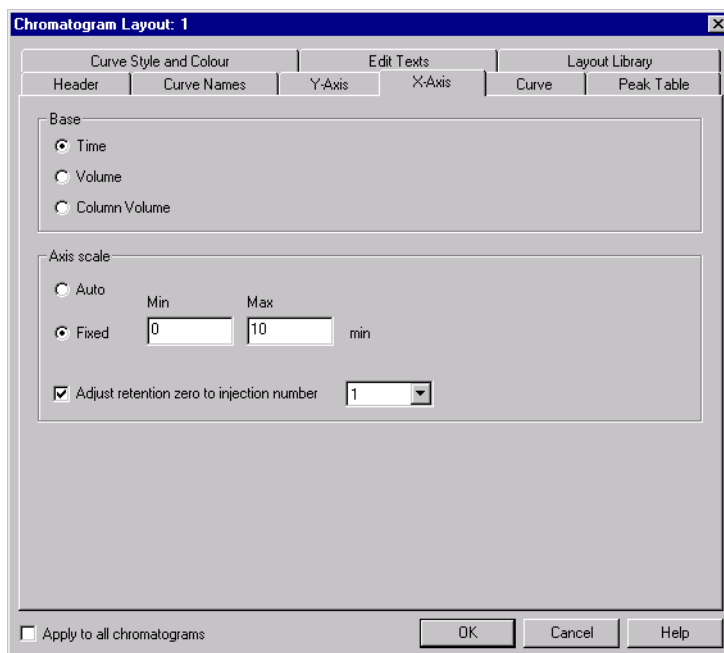 Chromatogram Layout: 1
Curve Style and Colour Edit Texts Layout Library
Header Curve Names Y-Axis X-Axis Curve Peak Table
Base
Time
Volume
Column Volume
Axis scale
Auto
Min Max
Fixed 0 10 min
Adjust retention zero to injection number 1
Apply to all chromatograms OK Cancel Help